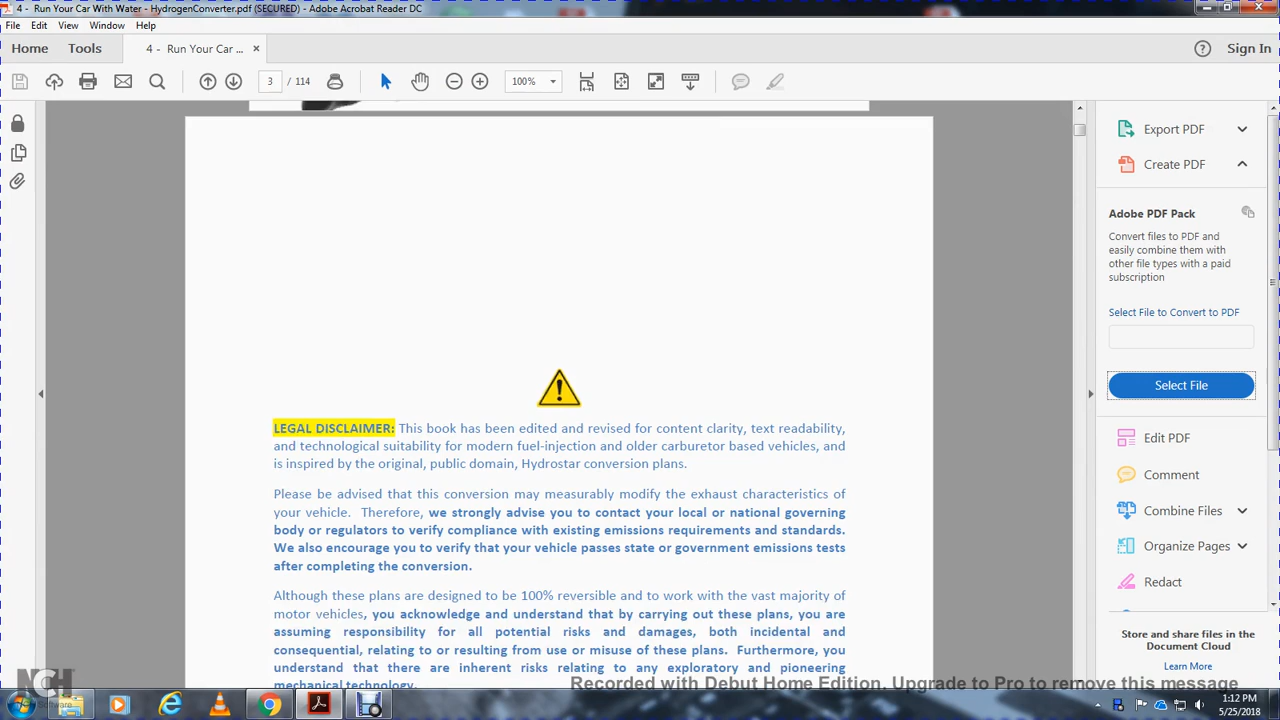 4 - Run Your Car With Water - HydrogenConverter.pdf (SECURED) - Adobe Acrobat Reader DC
File Edit View Window Help
Home Tools 4 - Run Your Car ... × Sign In
3 / 114 100%
LEGAL DISCLAIMER: This book has been edited and revised for content clarity, text readability,
and technological suitability for modern fuel-injection and older carburetor based vehicles, and
is inspired by the original, public domain, Hydrostar conversion plans.
Please be advised that this conversion may measurably modify the exhaust characteristics of
your vehicle. Therefore, we strongly advise you to contact your local or national governing
body or regulators to verify compliance with existing emissions requirements and standards.
We also encourage you to verify that your vehicle passes state or government emissions tests
after completing the conversion.
Although these plans are designed to be 100% reversible and to work with the vast majority of
motor vehicles, you acknowledge and understand that by carrying out these plans, you are
assuming responsibility for all potential risks and damages, both incidental and
consequential, relating to or resulting from use or misuse of these plans. Furthermore, you
understand that there are inherent risks relating to any exploratory and pioneering
mechanical technology.
Export PDF
Create PDF
Adobe PDF Pack
Convert files to PDF and
easily combine them with
other file types with a paid
subscription
Select File to Convert to PDF
Select File
Edit PDF
Comment
Combine Files
Organize Pages
Redact
Store and share files in the
Document Cloud
Learn More
NCH
Software
Recorded with Debut Home Edition. Upgrade to Pro to remove this message
1:12 PM
5/25/2018